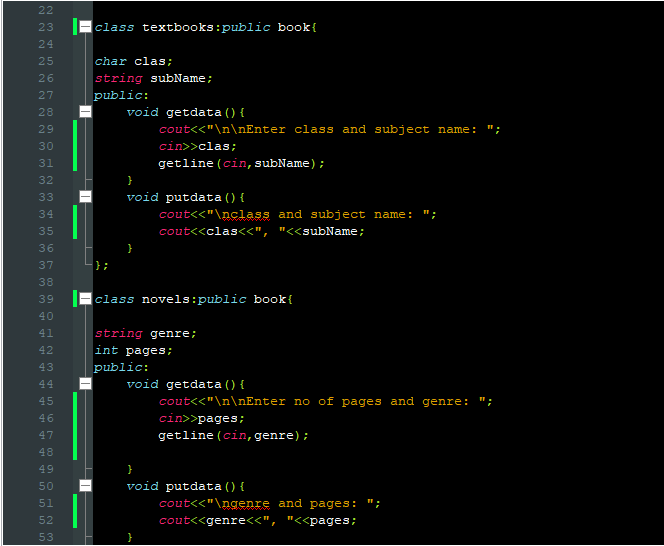 22
23 class textbooks:public book{
24
25 char clas;
26 string subName;
27 public:
28 void getdata(){
29 cout<<"\n\nEnter class and subject name: ";
30 cin>>clas;
31 getline(cin,subName);
32 }
33 void putdata(){
34 cout<<"\nclass and subject name: ";
35 cout<<clas<<", "<<subName;
36 }
37 };
38
39 class novels:public book{
40
41 string genre;
42 int pages;
43 public:
44 void getdata(){
45 cout<<"\n\nEnter no of pages and genre: ";
46 cin>>pages;
47 getline(cin,genre);
48
49 }
50 void putdata(){
51 cout<<"\ngenre and pages: ";
52 cout<<genre<<", "<<pages;
53 }